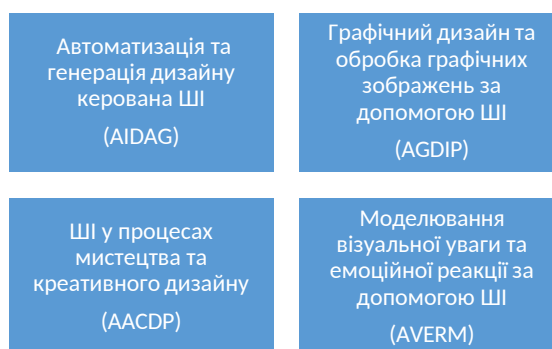 Автоматизація та
генерація дизайну
керована ШІ
(AIDAG)
Графічний дизайн та
обробка графічних
зображень за
допомогою ШІ
(AGDIP)
ШІ у процесах
мистецтва та
креативного дизайну
(AACDP)
Моделювання
візуальної уваги та
емоційної реакції за
допомогою ШІ
(AVERM)